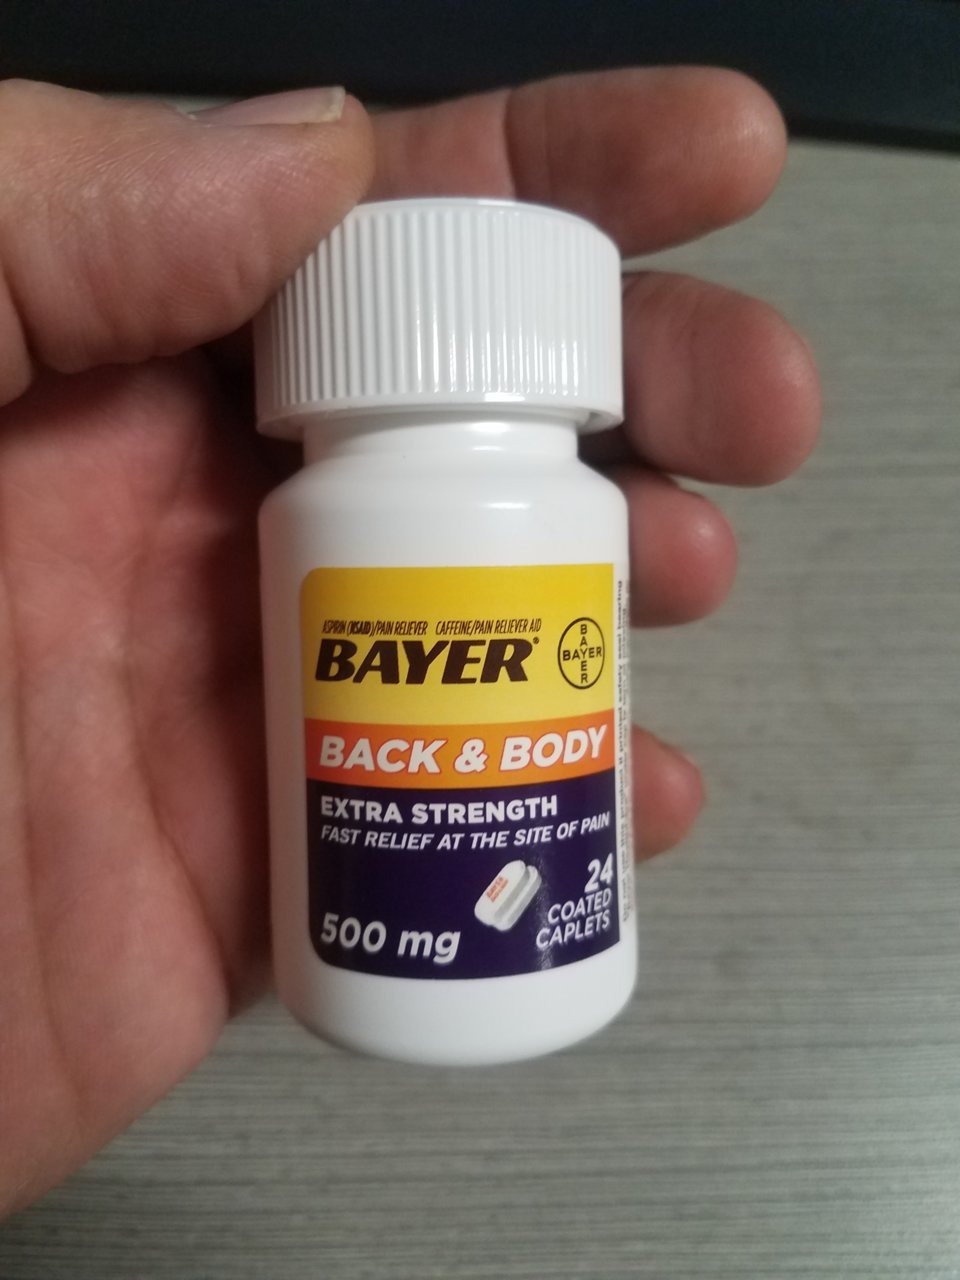 ASPIRIN (NSAID)/PAIN RELIEVER CAFFEINE/PAIN RELIEVER AID
BAYER®
BAYER
BAYER
BACK & BODY
EXTRA STRENGTH
FAST RELIEF AT THE SITE OF PAIN
24
COATED
CAPLETS
500 mg